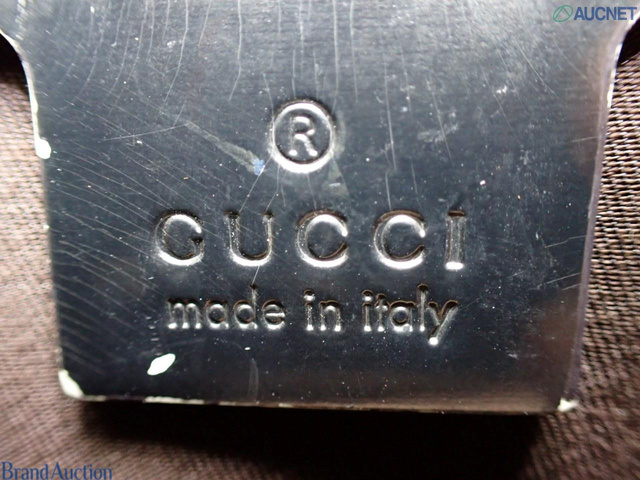 AUCNET
®
GUCCI
made in italy
Brand Auction